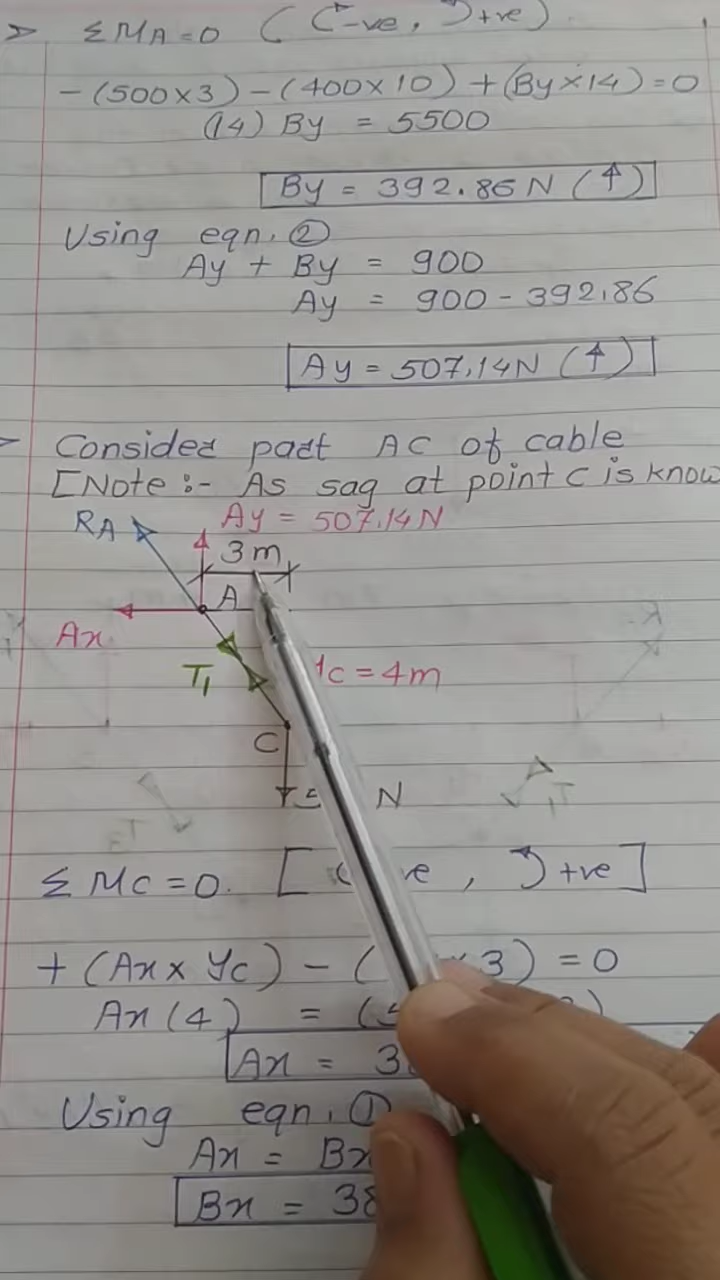 > ΣMA=0 ( ↶-ve, ↷+ve )
-(500×3)-(400×10)+(By×14)=0
(14) By = 5500
By = 392.86N (↑)
Using eqn. ②
Ay + By = 900
Ay = 900-392.86
Ay = 507.14N (↑)
> Consider part AC of cable
[Note :- As sag at point C is know
RA
Ay = 507.14N
3m
A
Ax
T1
= 4m
C
N
ΣMC=0. [ , +ve]
+(Ax × Yc) - ( ×3) = 0
Ax (4) = (
Ax = 3
Using eqn. ①
Ax = Bx
Bx = 38